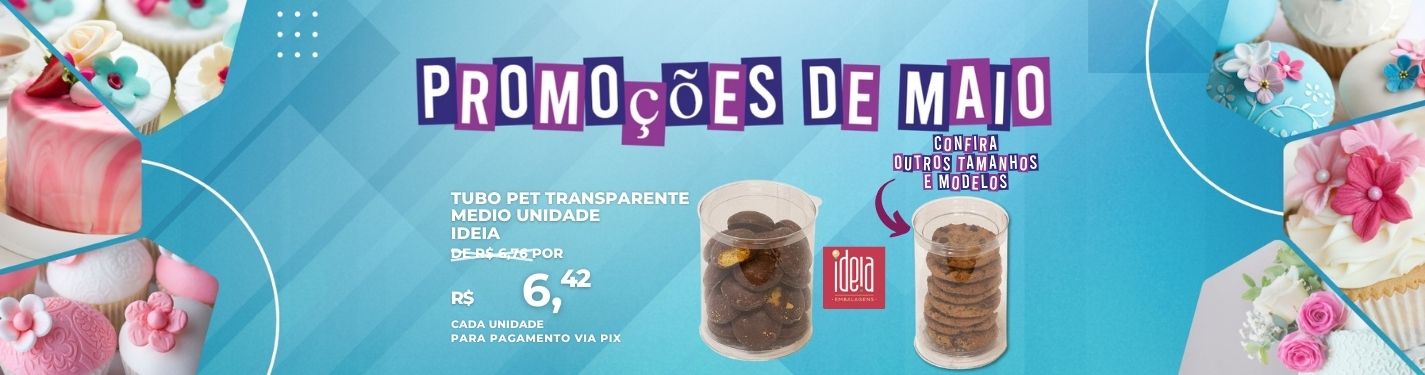 PROMOÇÕES DE MAIO
CONFIRA
OUTROS TAMANHOS
E MODELOS
TUBO PET TRANSPARENTE
MEDIO UNIDADE
IDEIA
DE R$ 6,76 POR
R$ 6,42
CADA UNIDADE
PARA PAGAMENTO VIA PIX
ideia
EMBALAGENS